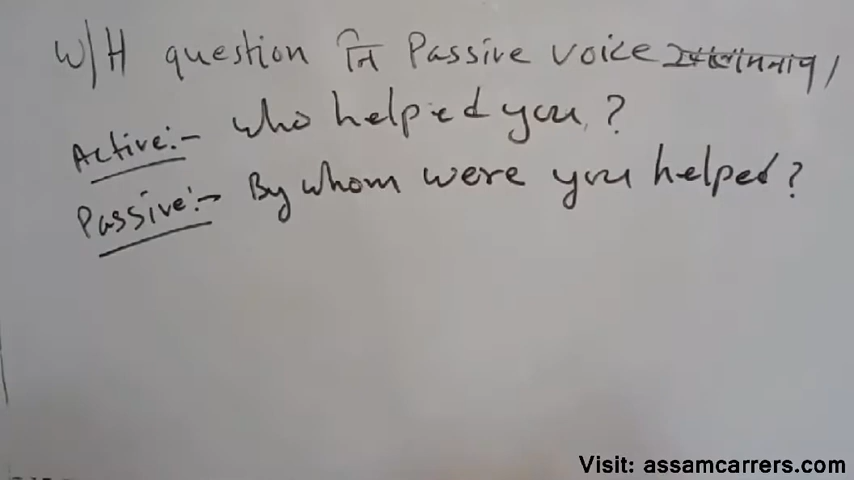 W/H question ৰ Passive voice
Active:- who helped you?
Passive:- By whom were you helped?
Visit: assamcarrers.com